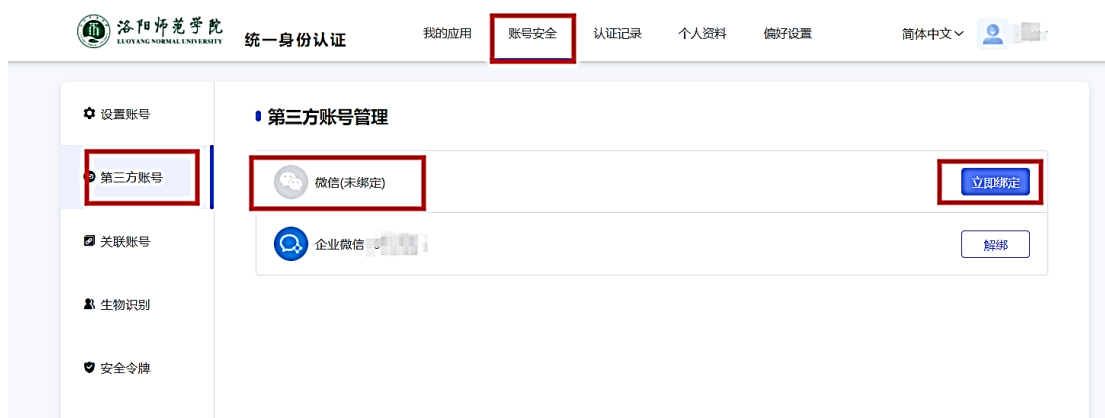 洛阳师范学院
LUOYANG NORMAL UNIVERSITY
统一身份认证
我的应用 账号安全 认证记录 个人资料 偏好设置 简体中文
设置账号
第三方账号
关联账号
生物识别
安全令牌
第三方账号管理
微信(未绑定) 立即绑定
企业微信 解绑